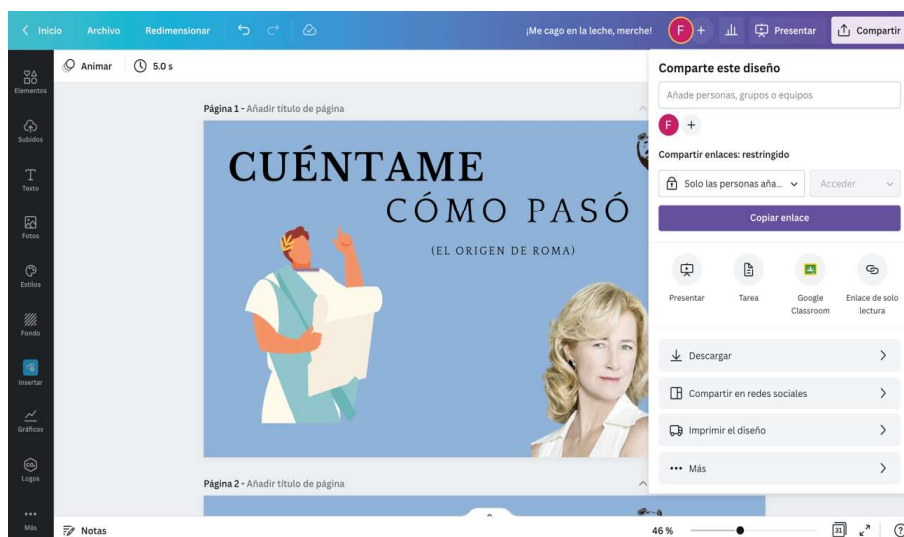 Inicio Archivo Redimensionar ¡Me cago en la leche, merche! F + Presentar Compartir
Animar 5.0 s
Elementos
Subidos
Texto
Fotos
Estilos
Fondo
Insertar
Gráficos
CO.
Logos
Más
Página 1 - Añadir título de página
CUÉNTAME
CÓMO PASÓ
(EL ORIGEN DE ROMA)
Página 2 - Añadir título de página
Comparte este diseño
Añade personas, grupos o equipos
F +
Compartir enlaces: restringido
Solo las personas aña... Acceder
Copiar enlace
Presentar Tarea Google Classroom Enlace de solo lectura
Descargar
Compartir en redes sociales
Imprimir el diseño
Más
Notas 46 % 31 ?